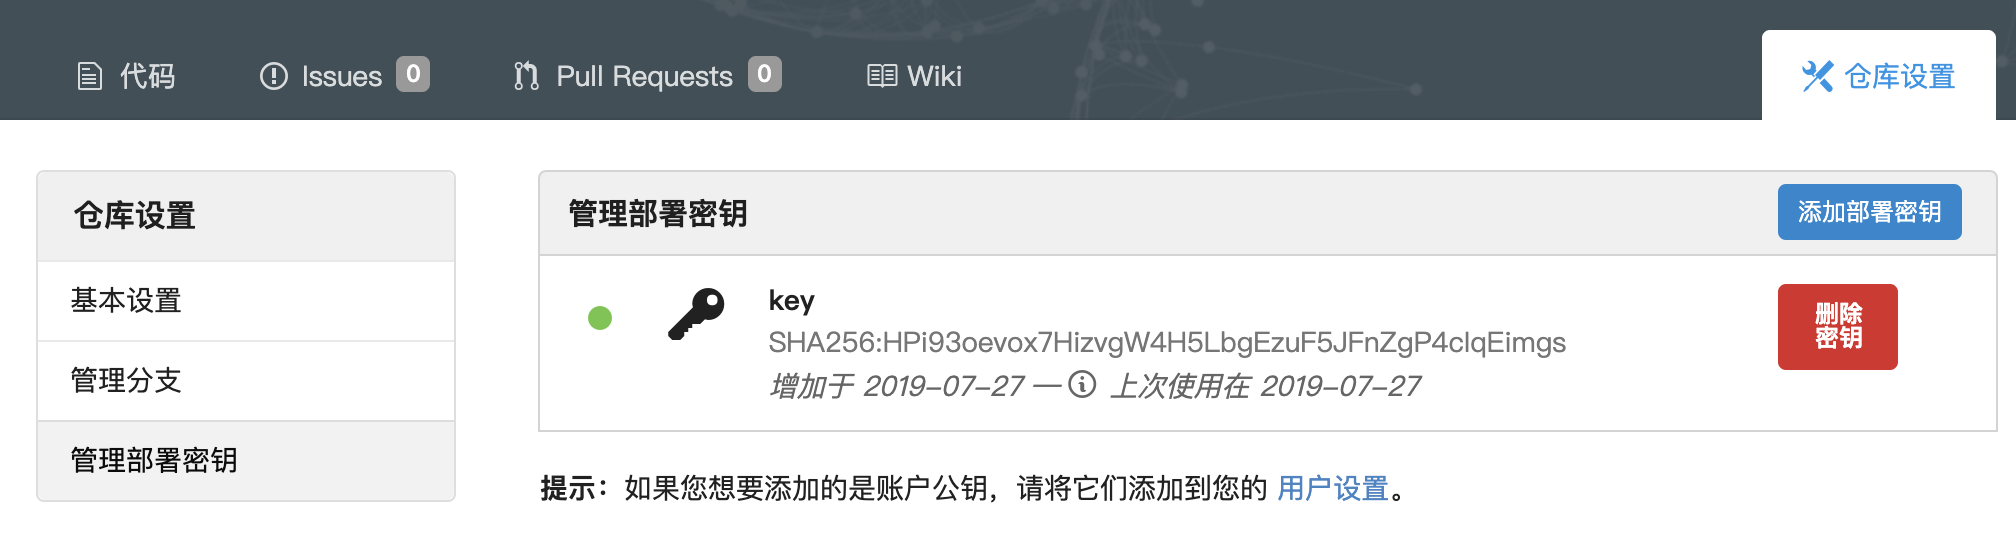 代码
Issues 0
Pull Requests 0
Wiki
仓库设置
仓库设置
基本设置
管理分支
管理部署密钥
管理部署密钥
添加部署密钥
key
SHA256:HPi93oevox7HizvgW4H5LbgEzuF5JFnZgP4clqEimgs
增加于 2019-07-27 — 上次使用在 2019-07-27
删除
密钥
提示：如果您想要添加的是账户公钥，请将它们添加到您的 用户设置。